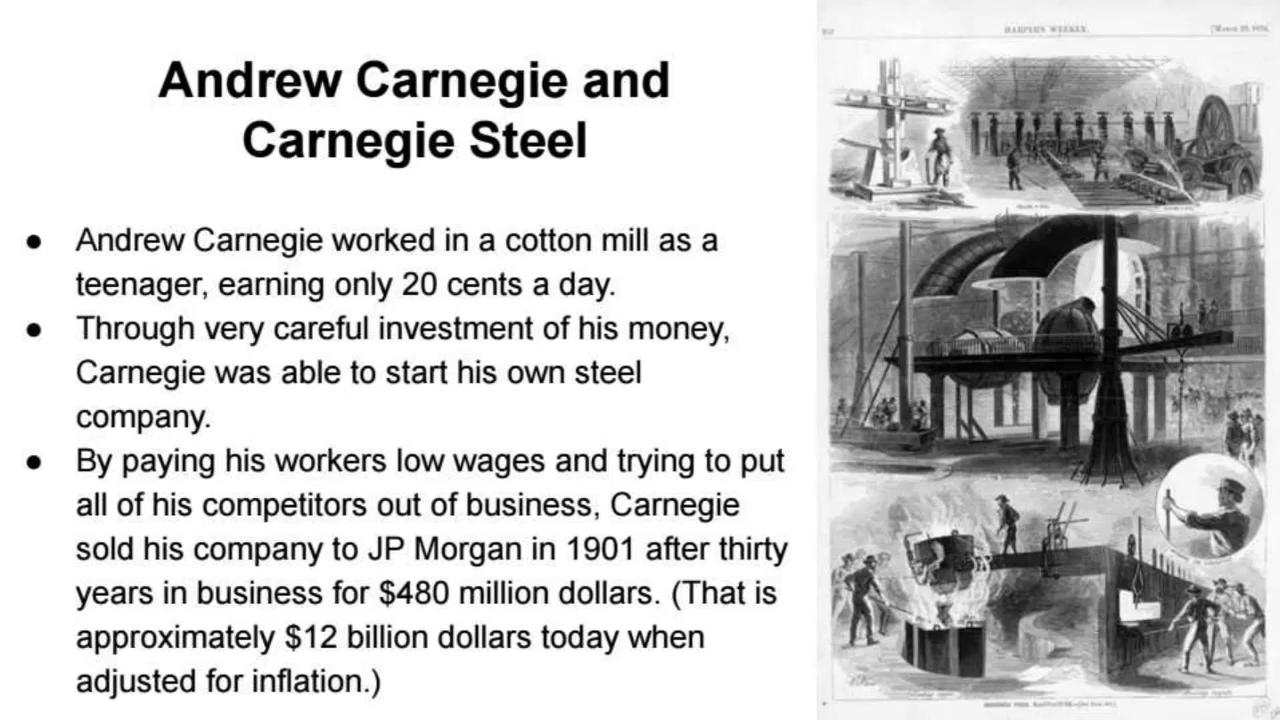 Andrew Carnegie and
Carnegie Steel
● Andrew Carnegie worked in a cotton mill as a
teenager, earning only 20 cents a day.
● Through very careful investment of his money,
Carnegie was able to start his own steel
company.
● By paying his workers low wages and trying to put
all of his competitors out of business, Carnegie
sold his company to JP Morgan in 1901 after thirty
years in business for $480 million dollars. (That is
approximately $12 billion dollars today when
adjusted for inflation.)
HARPER'S WEEKLY.